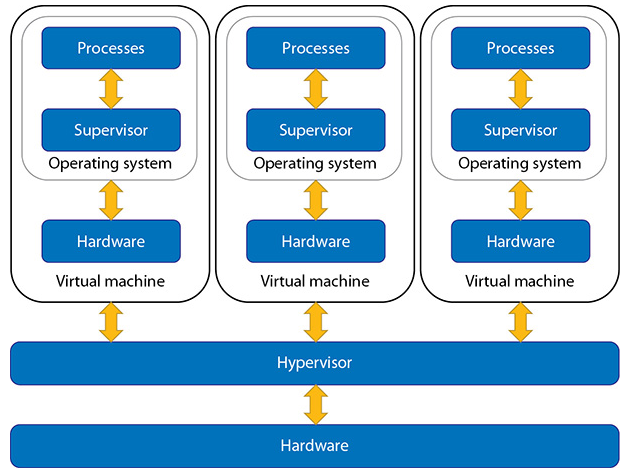 Processes
Supervisor
Operating system
Hardware
Virtual machine
Processes
Supervisor
Operating system
Hardware
Virtual machine
Processes
Supervisor
Operating system
Hardware
Virtual machine
Hypervisor
Hardware